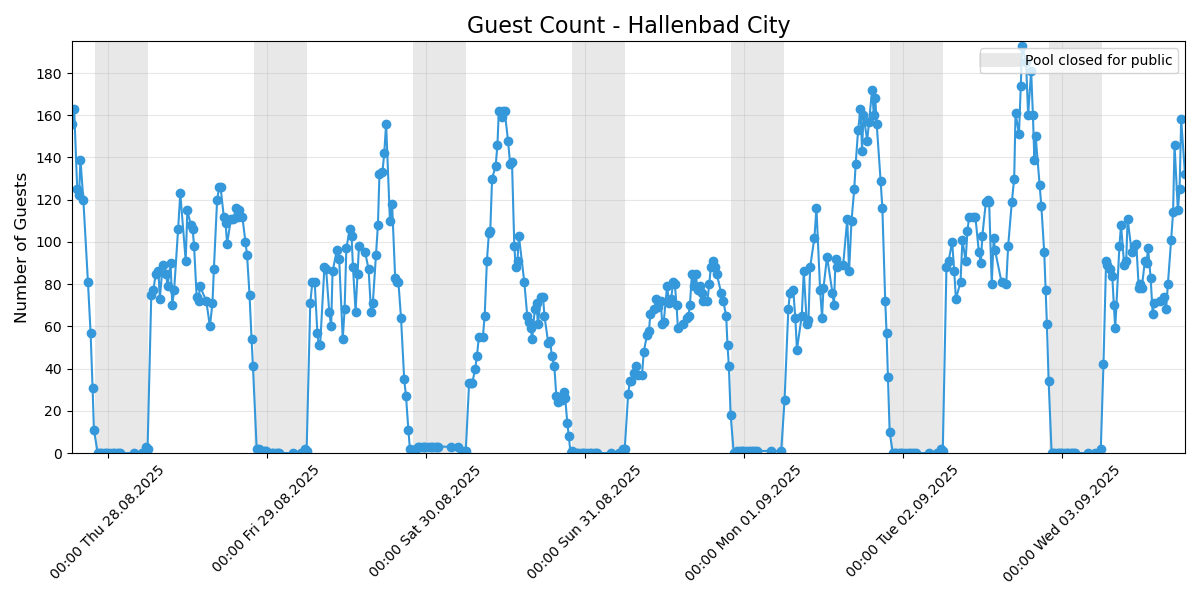 Guest Count - Hallenbad City
Pool closed for public
Number of Guests
180
160
140
120
100
80
60
40
20
0
00:00 Thu 28.08.2025
00:00 Fri 29.08.2025
00:00 Sat 30.08.2025
00:00 Sun 31.08.2025
00:00 Mon 01.09.2025
00:00 Tue 02.09.2025
00:00 Wed 03.09.2025